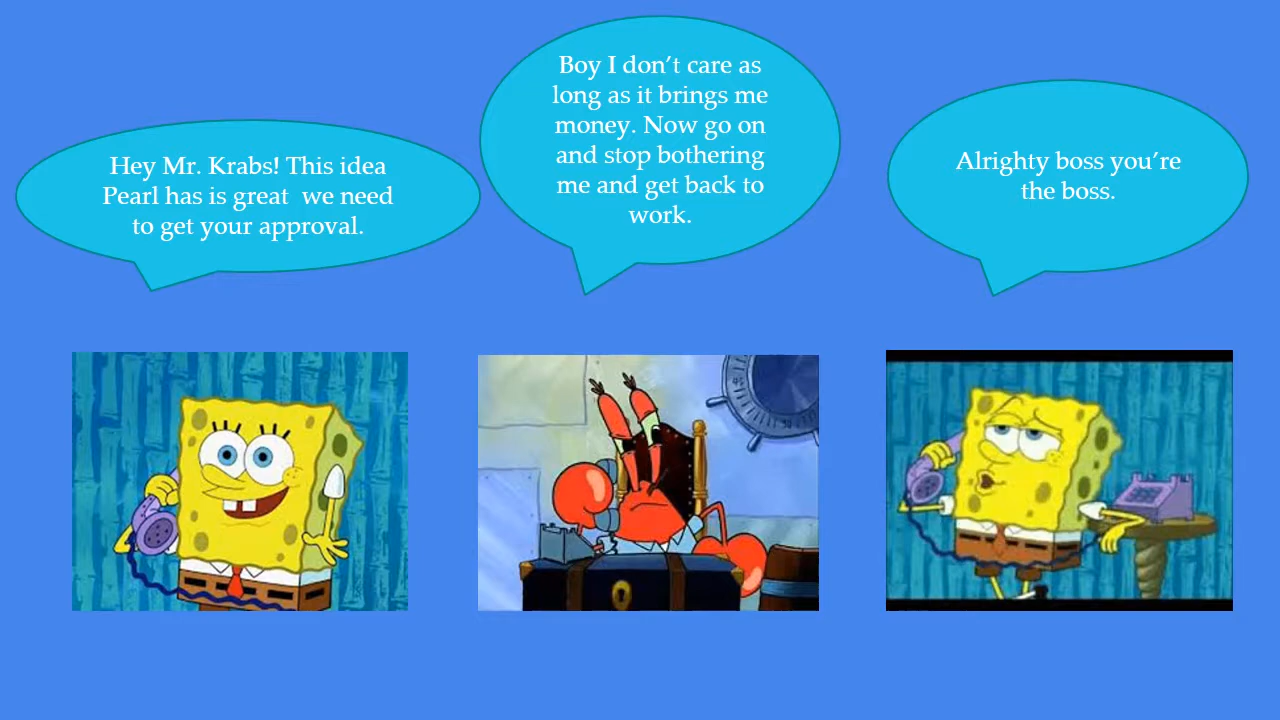 Hey Mr. Krabs! This idea
Pearl has is great  we need
to get your approval.
Boy I don’t care as
long as it brings me
money. Now go on
and stop bothering
me and get back to
work.
Alrighty boss you’re
the boss.